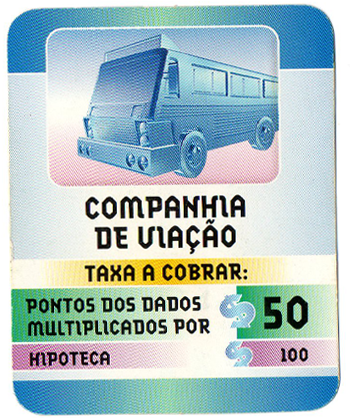 COMPANHIA
DE VIAÇÃO
TAXA A COBRAR:
PONTOS DOS DADOS
MULTIPLICADOS POR $ 50
HIPOTECA $ 100